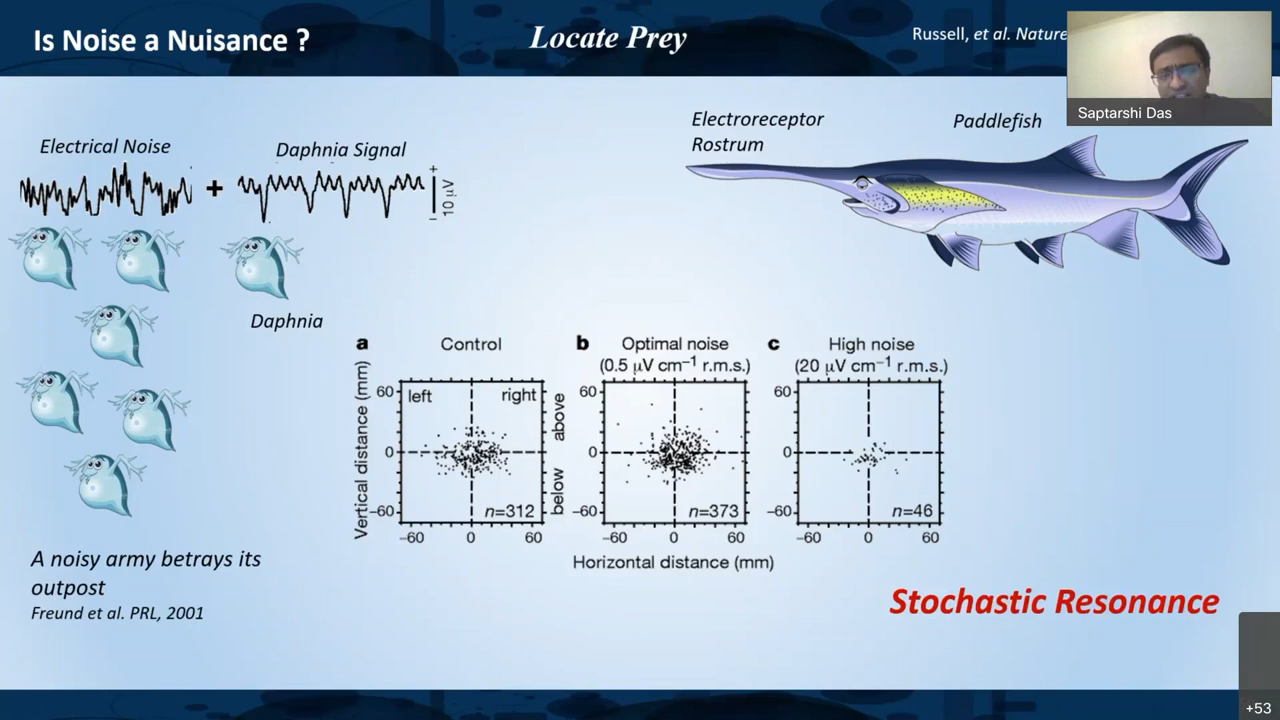 Is Noise a Nuisance ?
Locate Prey
Russell, et al. Nature
Saptarshi Das
Electroreceptor
Rostrum
Paddlefish
Electrical Noise
Daphnia Signal
+
+
10 μV
–
Daphnia
a Control
b Optimal noise
(0.5 μV cm⁻¹ r.m.s.)
c High noise
(20 μV cm⁻¹ r.m.s.)
Vertical distance (mm)
60
0
–60
left right
above
below
n=312
–60 0 60
60
0
–60
n=373
–60 0 60
60
0
–60
n=46
–60 0 60
Horizontal distance (mm)
A noisy army betrays its
outpost
Freund et al. PRL, 2001
Stochastic Resonance
+53